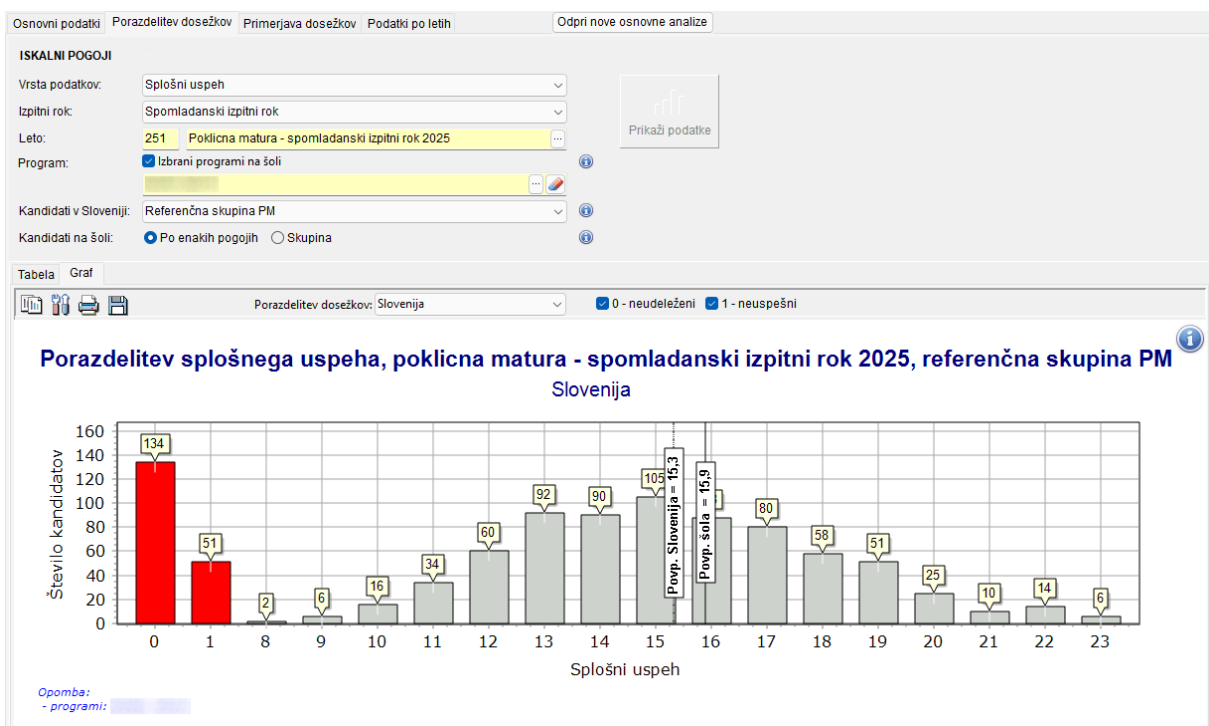 Osnovni podatki Porazdelitev dosežkov Primerjava dosežkov Podatki po letih Odpri nove osnovne analize
ISKALNI POGOJI
Vrsta podatkov: Splošni uspeh
Izpitni rok: Spomladanski izpitni rok
Prikaži podatke
Leto: 251 Poklicna matura - spomladanski izpitni rok 2025 ...
Program: Izbrani programi na šoli
...
Kandidati v Sloveniji: Referenčna skupina PM
Kandidati na šoli: Po enakih pogojih Skupina
Tabela Graf
Porazdelitev dosežkov: Slovenija 0 - neudeleženi 1 - neuspešni
Porazdelitev splošnega uspeha, poklicna matura - spomladanski izpitni rok 2025, referenčna skupina PM
Slovenija
Število kandidatov
160
140
120
100
80
60
40
20
0
134 51 2 6 16 34 60 92 90 105 80 58 51 25 10 14 6
Povp. Slovenija = 15,3
Povp. šola = 15,9
0 1 8 9 10 11 12 13 14 15 16 17 18 19 20 21 22 23
Splošni uspeh
Opomba:
- programi: